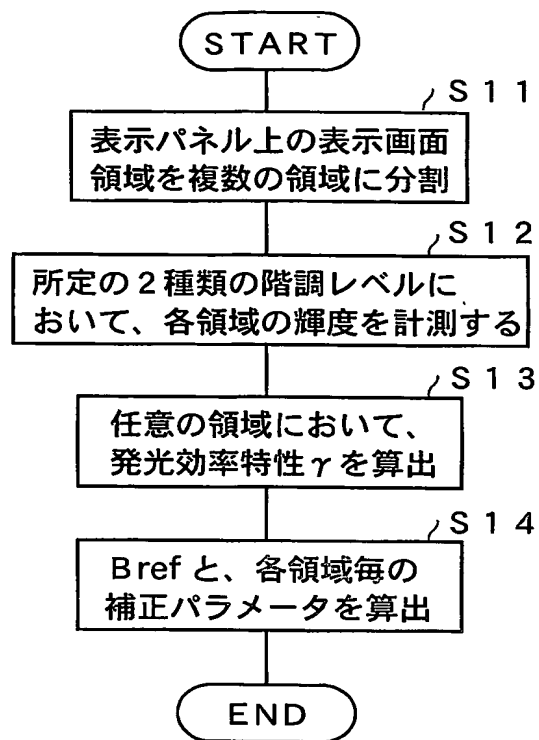 START
S11
表示パネル上の表示画面
領域を複数の領域に分割
S12
所定の2種類の階調レベルに
おいて、各領域の輝度を計測する
S13
任意の領域において、
発光効率特性γを算出
S14
Brefと、各領域毎の
補正パラメータを算出
END